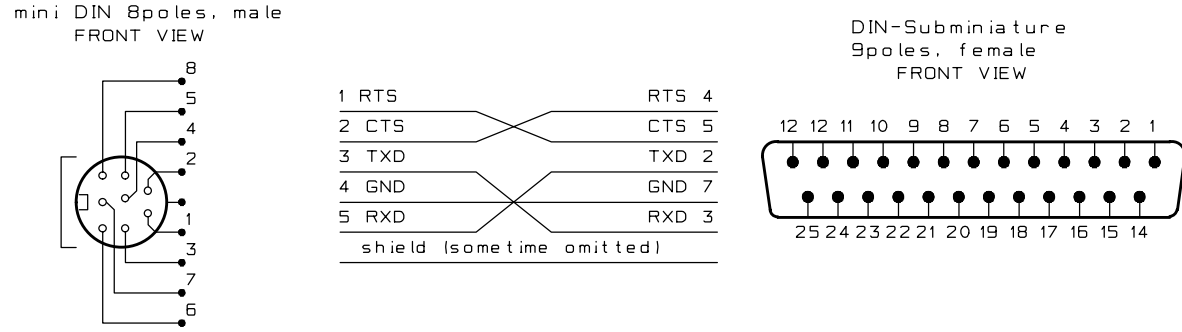 mini DIN 8poles, male
FRONT VIEW
8
5
4
2
1
3
7
6
1 RTS RTS 4
2 CTS CTS 5
3 TXD TXD 2
4 GND GND 7
5 RXD RXD 3
shield (sometime omitted)
DIN-Subminiature
9poles, female
FRONT VIEW
12 12 11 10 9 8 7 6 5 4 3 2 1
25 24 23 22 21 20 19 18 17 16 15 14